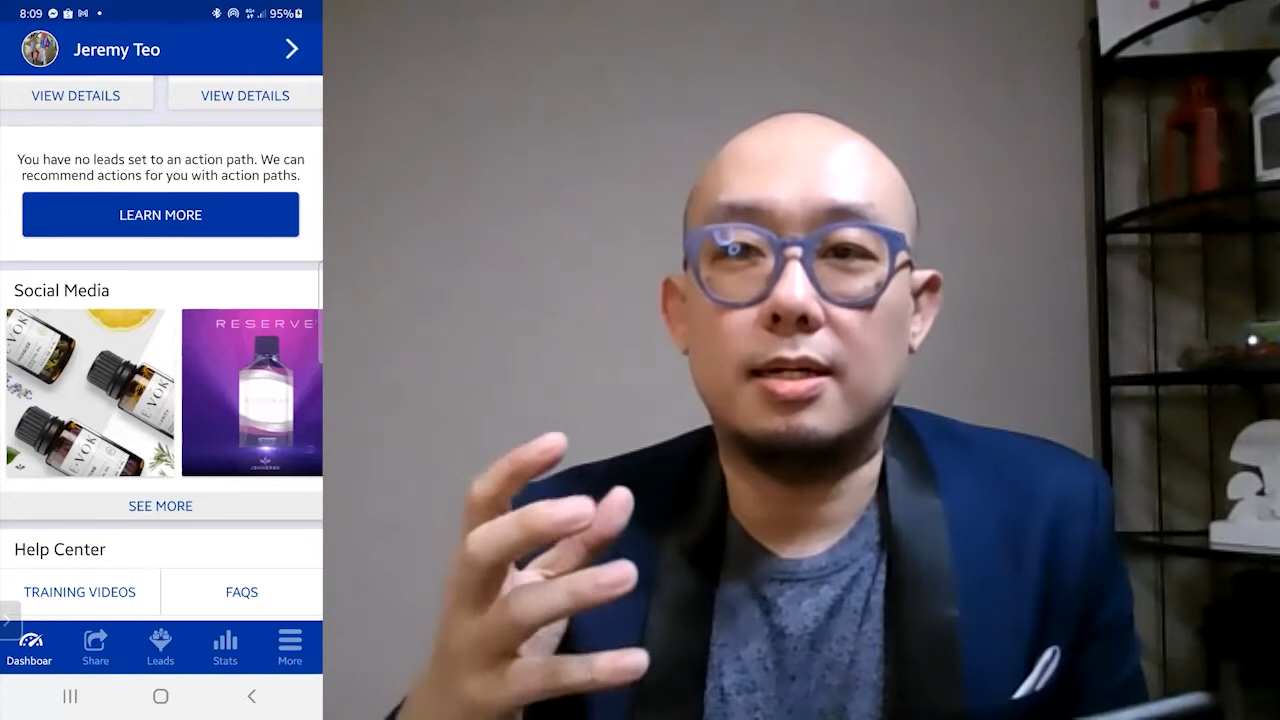 8:09
95%
Jeremy Teo
VIEW DETAILS
VIEW DETAILS
You have no leads set to an action path. We can
recommend actions for you with action paths.
LEARN MORE
Social Media
RESERVE
JEUNESSE
SEE MORE
Help Center
TRAINING VIDEOS
FAQS
Dashboar
Share
Leads
Stats
More